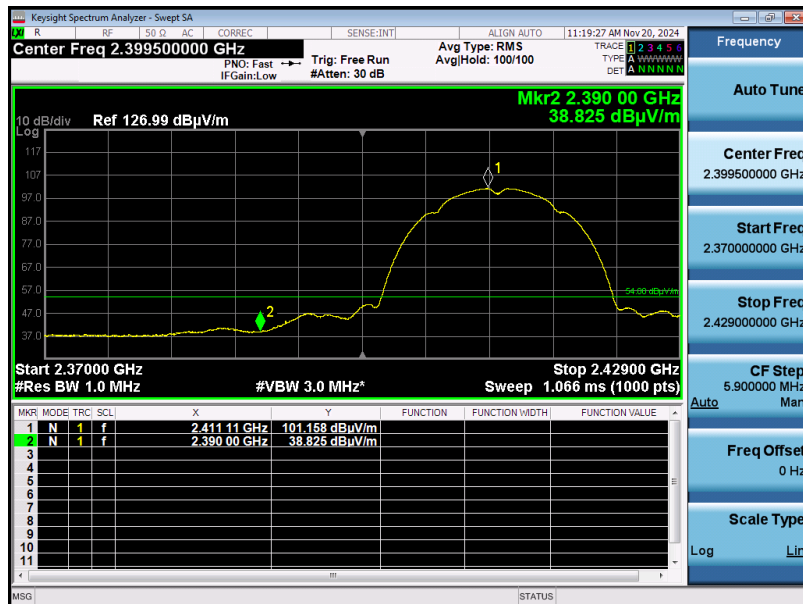 Keysight Spectrum Analyzer - Swept SA
LXI R RF 50 Ω AC CORREC SENSE:INT ALIGN AUTO 11:19:27 AM Nov 20, 2024
Center Freq 2.399500000 GHz
PNO: Fast
IFGain:Low
Trig: Free Run
#Atten: 30 dB
Avg Type: RMS
Avg|Hold: 100/100
TRACE 1 2 3 4 5 6
TYPE A WWWWW
DET A N N N N N
Mkr2 2.390 00 GHz
38.825 dBµV/m
10 dB/div Ref 126.99 dBµV/m
Log
117
107
97.0
87.0
77.0
67.0
57.0
47.0
37.0
1
2
54.00 dBµV/m
Start 2.37000 GHz Stop 2.42900 GHz
#Res BW 1.0 MHz #VBW 3.0 MHz* Sweep 1.066 ms (1000 pts)
MKR MODE TRC SCL X Y FUNCTION FUNCTION WIDTH FUNCTION VALUE
1 N 1 f 2.411 11 GHz 101.158 dBµV/m
2 N 1 f 2.390 00 GHz 38.825 dBµV/m
3
4
5
6
7
8
9
10
11
MSG STATUS
Frequency
Auto Tune
Center Freq
2.399500000 GHz
Start Freq
2.370000000 GHz
Stop Freq
2.429000000 GHz
CF Step
5.900000 MHz
Auto Man
Freq Offset
0 Hz
Scale Type
Log Lin